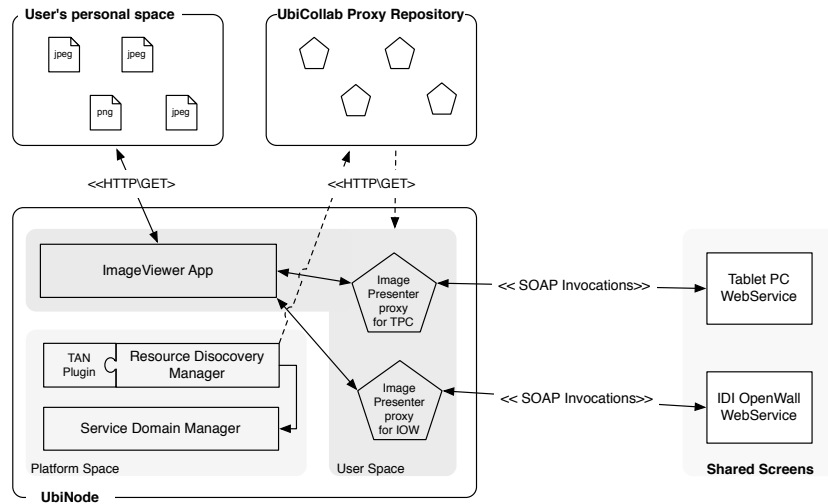 User's personal space
UbiCollab Proxy Repository
jpeg
jpeg
png
jpeg
<<HTTP\GET>
<<HTTP\GET>
ImageViewer App
Image
Presenter
proxy
for TPC
<< SOAP Invocations>>
Tablet PC
WebService
TAN
Plugin
Resource Disocovery
Manager
Image
Presenter
proxy
for IOW
<< SOAP Invocations>>
IDI OpenWall
WebService
Service Domain Manager
Platform Space
User Space
Shared Screens
UbiNode